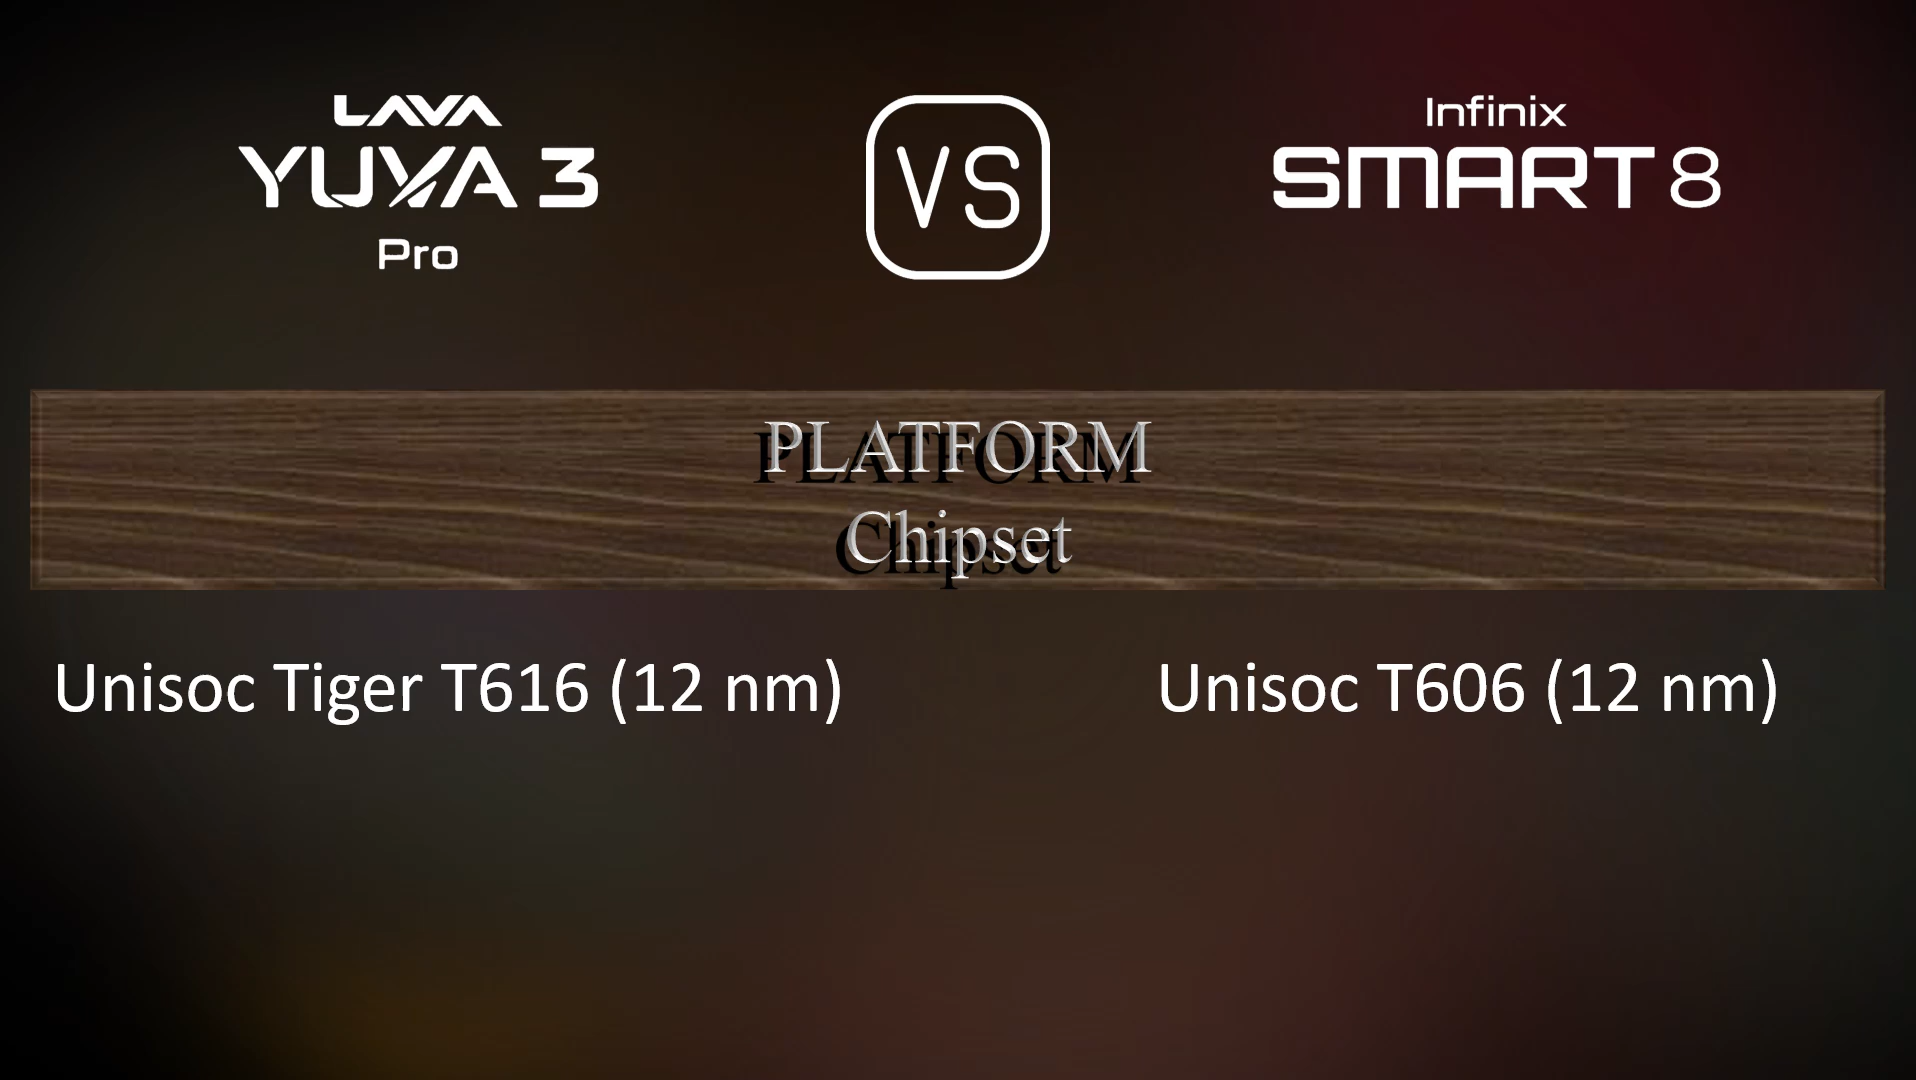 LAVA
YUVA 3
Pro
VS
Infinix
SMART 8
PLATFORM
Chipset
Unisoc Tiger T616 (12 nm)
Unisoc T606 (12 nm)